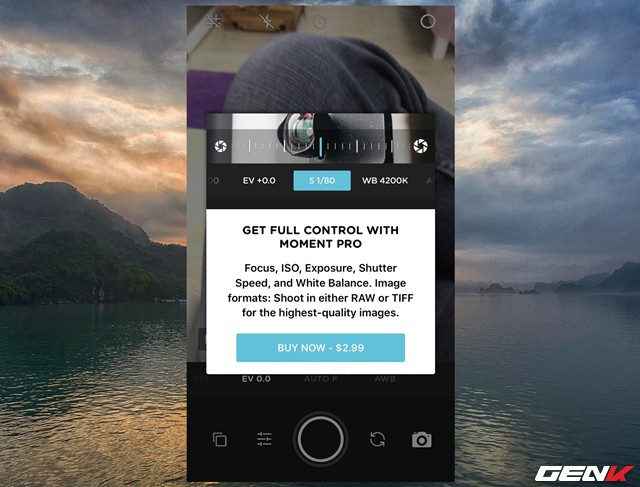 EV +0.0 S 1/80 WB 4200K
GET FULL CONTROL WITH
MOMENT PRO
Focus, ISO, Exposure, Shutter
Speed, and White Balance. Image
formats: Shoot in either RAW or TIFF
for the highest-quality images.
BUY NOW - $2.99
EV 0.0 AUTO F AWB
GENK